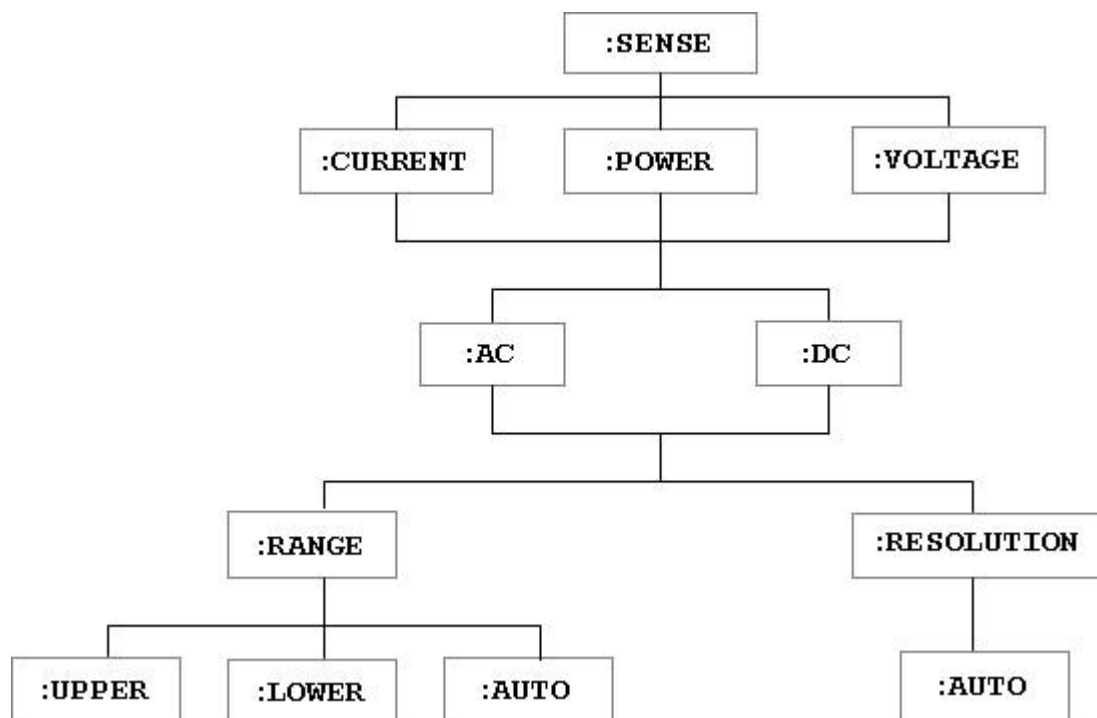 :SENSE
:CURRENT
:POWER
:VOLTAGE
:AC
:DC
:RANGE
:RESOLUTION
:UPPER
:LOWER
:AUTO
:AUTO